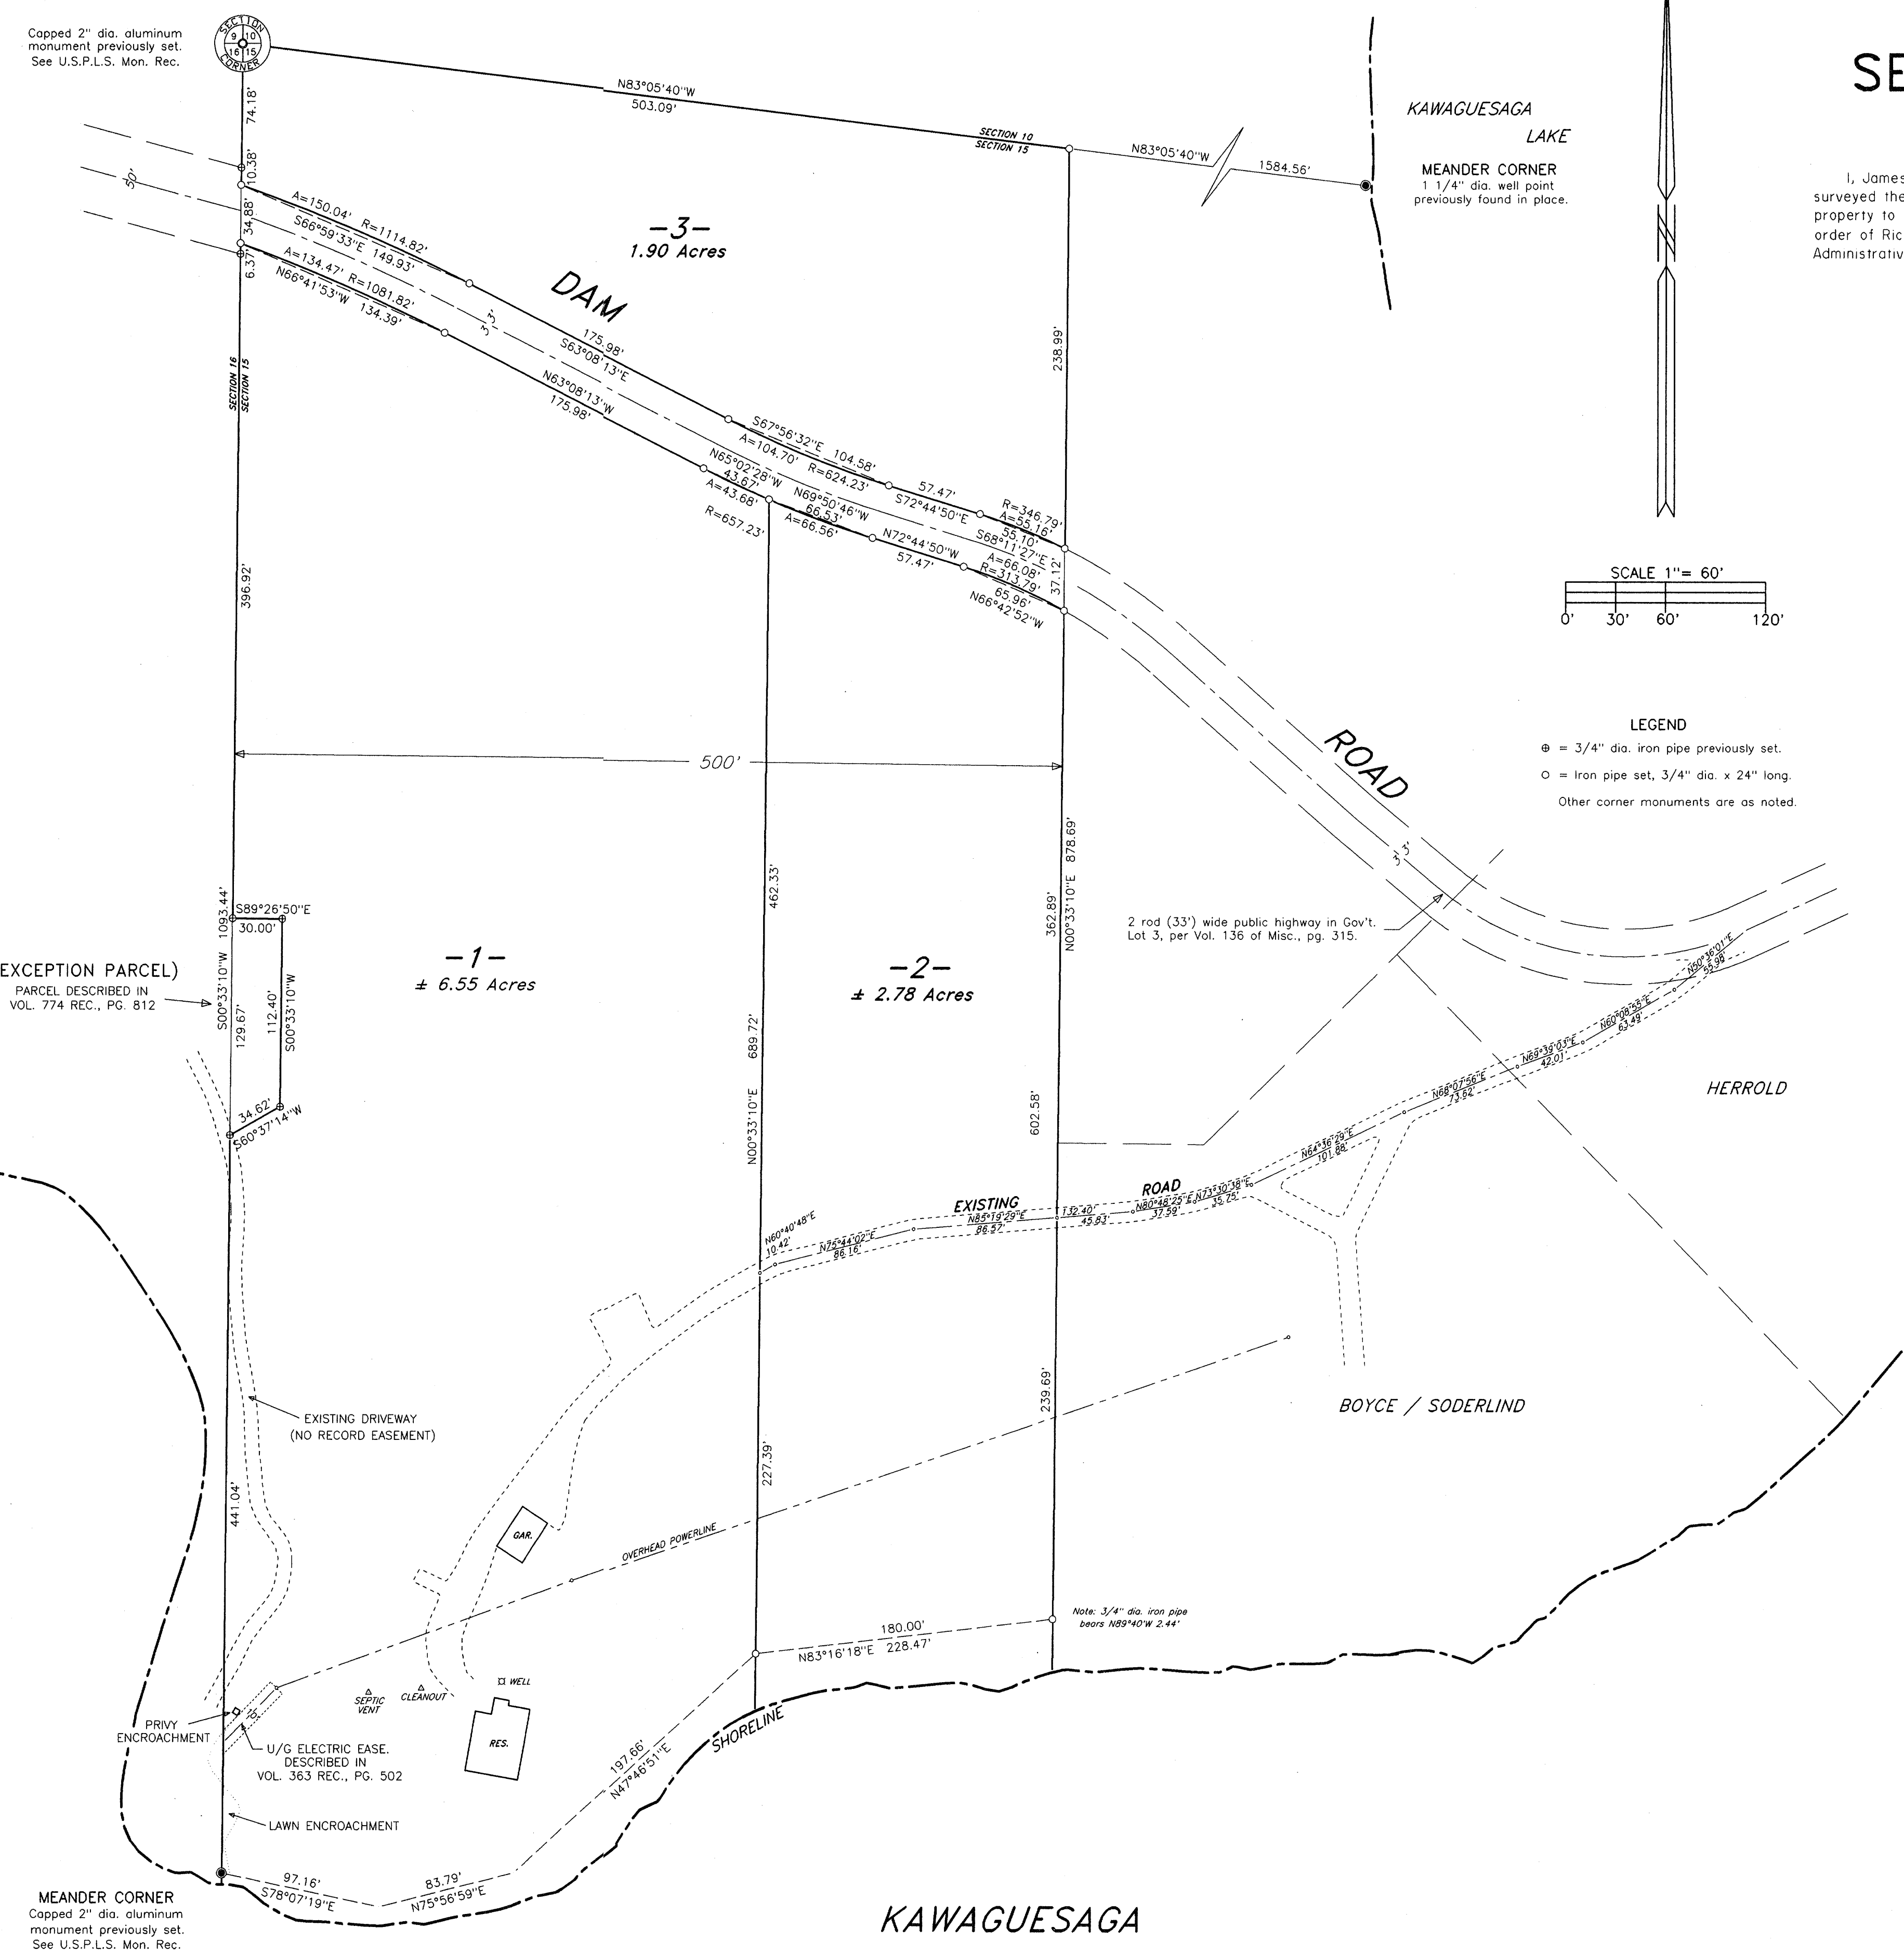 Capped 2" dia. aluminum
monument previously set.
See U.S.P.L.S. Mon. Rec.
SECTION
9 10
16 15
CORNER
74.18'
10.38'
34.88'
6.37'
50'
N83°05'40"W
503.09'
SECTION 10
SECTION 15
N83°05'40"W
1584.56'
KAWAGUESAGA
LAKE
MEANDER CORNER
1 1/4" dia. well point
previously found in place.
SE
I, James
surveyed the
property to
order of Ric
Administrativ
A=150.04' R=1114.82'
S66°59'33"E 149.93'
A=134.47' R=1081.82'
N66°41'53"W 134.39'
-3-
1.90 Acres
DAM
33'
175.98'
S63°08'13"E
N63°08'13"W
175.98'
238.99'
SECTION 16
SECTION 15
S67°56'32"E 104.58'
A=104.70' R=624.23'
N65°02'28"W
43.67'
A=43.68'
R=657.23'
N69°50'46"W
66.53'
A=66.56'
57.47'
S72°44'50"E
N72°44'50"W
57.47'
R=346.79'
A=55.16'
55.10'
S68°11'27"E
A=66.08'
R=313.79'
65.96'
N66°42'52"W
37.12'
396.92'
SCALE 1"= 60'
0' 30' 60' 120'
LEGEND
⊕ = 3/4" dia. iron pipe previously set.
○ = Iron pipe set, 3/4" dia. x 24" long.
Other corner monuments are as noted.
ROAD
33'
500'
462.33'
878.69'
N00°33'10"E
362.89'
2 rod (33') wide public highway in Gov't.
Lot 3, per Vol. 136 of Misc., pg. 315.
S00°33'10"W 1093.44'
S89°26'50"E
30.00'
129.67'
112.40'
S00°33'10"W
34.62'
S60°37'14"W
EXCEPTION PARCEL)
PARCEL DESCRIBED IN
VOL. 774 REC., PG. 812
-1-
± 6.55 Acres
-2-
± 2.78 Acres
N00°33'10"E 689.72'
602.58'
N50°36'01"E
55.98'
N60°08'55"E
63.49'
N69°39'03"E
42.01'
N68°07'56"E
73.62'
N64°36'29"E
101.88'
HERROLD
EXISTING ROAD
N60°40'48"E
10.42'
N75°44'02"E
86.16'
N85°19'29"E
86.57'
132.40'
45.83'
N80°48'25"E
37.59'
N73°30'38"E
35.75'
BOYCE / SODERLIND
EXISTING DRIVEWAY
(NO RECORD EASEMENT)
239.69'
227.39'
441.04'
GAR.
OVERHEAD POWERLINE
180.00'
N83°16'18"E 228.47'
Note: 3/4" dia. iron pipe
bears N89°40'W 2.44'
WELL
SEPTIC
VENT
CLEANOUT
RES.
PRIVY
ENCROACHMENT
10'
U/G ELECTRIC EASE.
DESCRIBED IN
VOL. 363 REC., PG. 502
SHORELINE
197.66'
N47°46'51"E
LAWN ENCROACHMENT
97.16'
S78°07'19"E
83.79'
N75°56'59"E
MEANDER CORNER
Capped 2" dia. aluminum
monument previously set.
See U.S.P.L.S. Mon. Rec.
KAWAGUESAGA